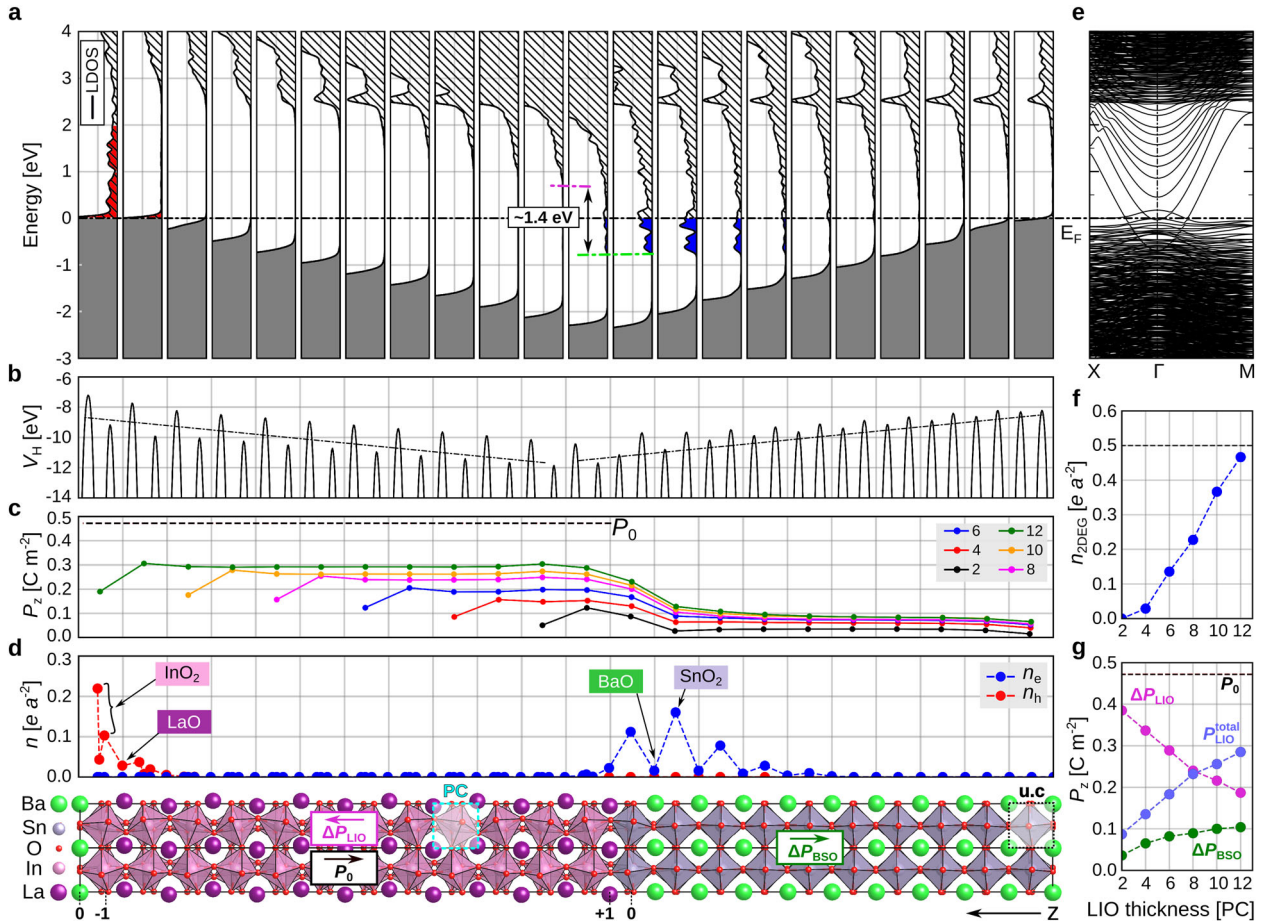 a
4
3
2
1
0
-1
-2
-3
Energy [eV]
LDOS
~1.4 eV
e
E_F
X Γ M
b
-6
-8
-10
-12
-14
V_H [eV]
c
0.5
0.4
0.3
0.2
0.1
0.0
P_z [C m⁻²]
P₀
6 12
4 10
2 8
f
0.6
0.5
0.4
0.3
0.2
0.1
0.0
n_2DEG [e a⁻²]
2 4 6 8 10 12
d
0.3
0.2
0.1
0.0
n [e a⁻²]
InO₂
LaO
BaO
SnO₂
n_e
n_h
Ba
Sn
O
In
La
PC
u.c
ΔP_LIO
P₀
ΔP_BSO
0 -1 +1 0 Z
g
0.5
0.4
0.3
0.2
0.1
0.0
P_z [C m⁻²]
P₀
ΔP_LIO
P_LIO^total
ΔP_BSO
2 4 6 8 10 12
LIO thickness [PC]